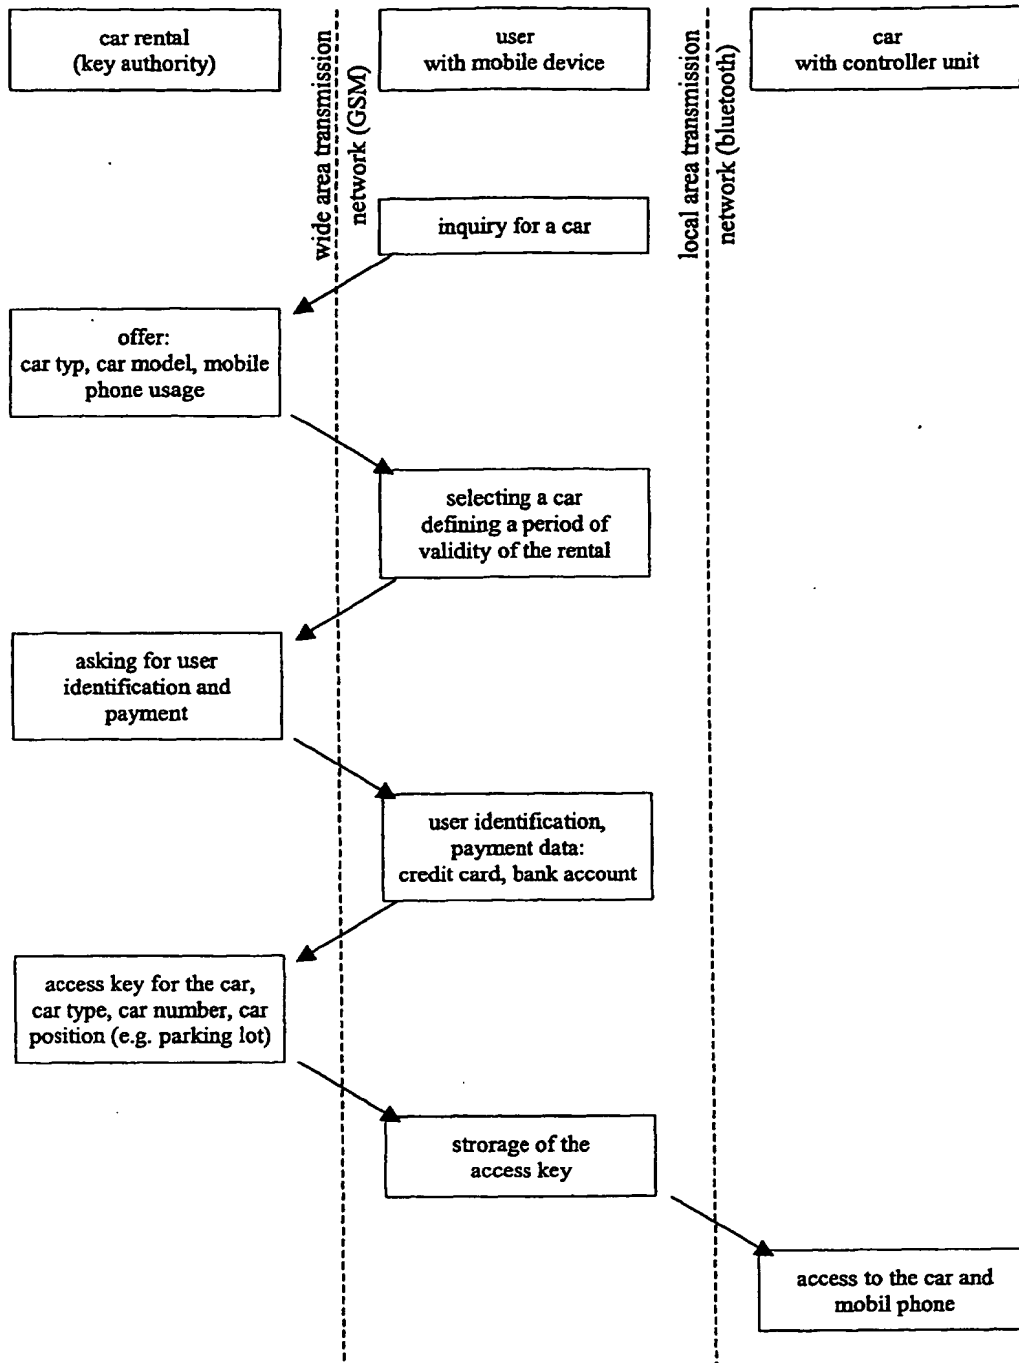 car rental
(key authority)
wide area transmission
network (GSM)
user
with mobile device
local area transmission
network (bluetooth)
car
with controller unit
inquiry for a car
offer:
car typ, car model, mobile
phone usage
selecting a car
defining a period of
validity of the rental
asking for user
identification and
payment
user identification,
payment data:
credit card, bank account
access key for the car,
car type, car number, car
position (e.g. parking lot)
strorage of the
access key
access to the car and
mobil phone